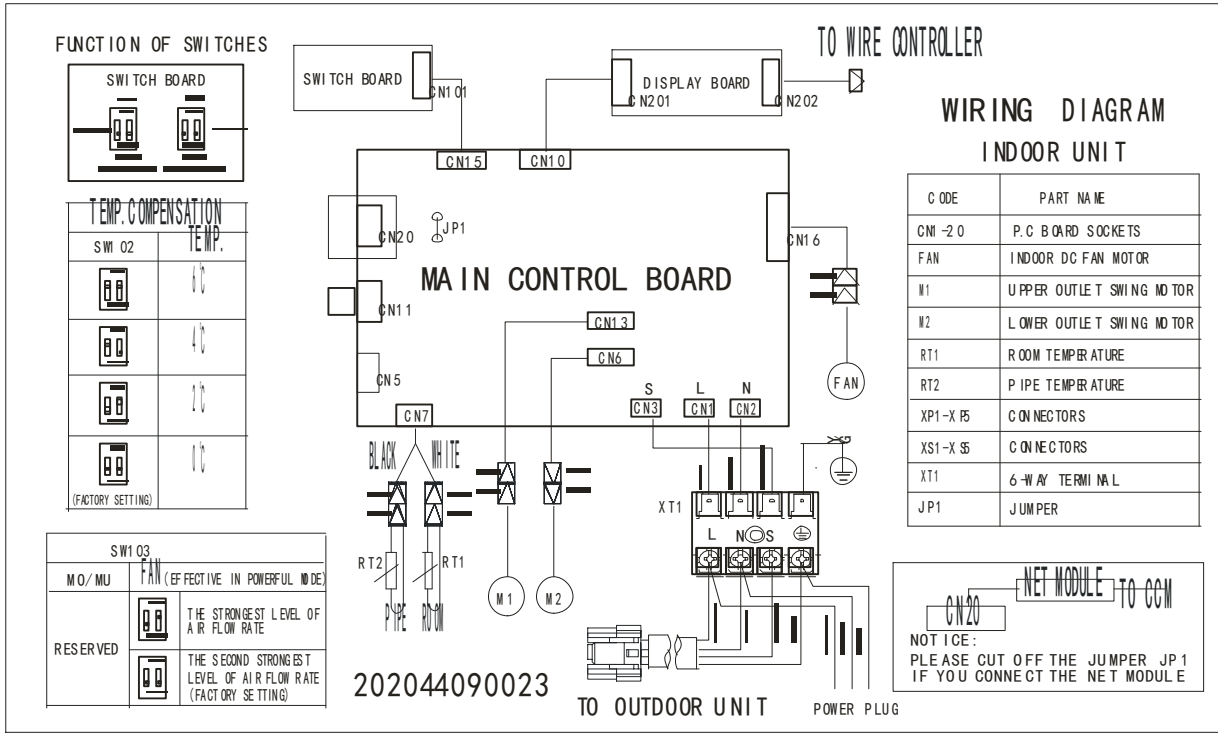 FUNCTION OF SWITCHES
SWITCH BOARD
TEMP. COMPENSATION
SW102 TEMP.
6℃
4℃
2℃
0℃
(FACTORY SETTING)
SW103
MO/MU FAN (EFFECTIVE IN POWERFUL MODE)
RESERVED
THE STRONGEST LEVEL OF
AIR FLOW RATE
THE SECOND STRONGEST
LEVEL OF AIR FLOW RATE
(FACTORY SETTING)
SWITCH BOARD
CN101
DISPLAY BOARD
CN201
CN202
TO WIRE CONTROLLER
CN15
CN10
CN20
JP1
CN16
MAIN CONTROL BOARD
CN11
CN13
CN6
CN5
CN7
S L N
CN3 CN1 CN2
FAN
BLACK WHITE
RT2 RT1
PIPE ROOM
M1
M2
XT1
L N S
202044090023
TO OUTDOOR UNIT
POWER PLUG
WIRING DIAGRAM
INDOOR UNIT
CODE PART NAME
CN1-20 P.C BOARD SOCKETS
FAN INDOOR DC FAN MOTOR
M1 UPPER OUTLET SWING MOTOR
M2 LOWER OUTLET SWING MOTOR
RT1 ROOM TEMPERATURE
RT2 PIPE TEMPERATURE
XP1-XP5 CONNECTORS
XS1-XS5 CONNECTORS
XT1 6-WAY TERMINAL
JP1 JUMPER
NET MODULE
TO CCM
CN20
NOTICE:
PLEASE CUT OFF THE JUMPER JP1
IF YOU CONNECT THE NET MODULE